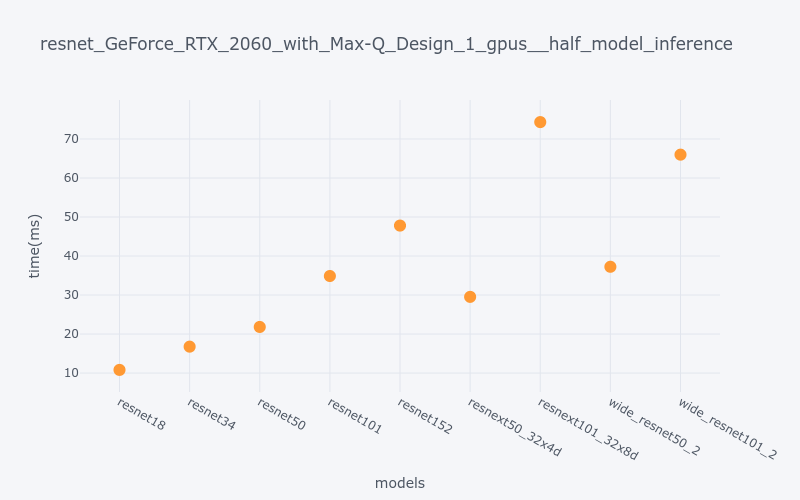 resnet_GeForce_RTX_2060_with_Max-Q_Design_1_gpus__half_model_inference
time(ms)
70
60
50
40
30
20
10
resnet18
resnet34
resnet50
resnet101
resnet152
resnext50_32x4d
resnext101_32x8d
wide_resnet50_2
wide_resnet101_2
models